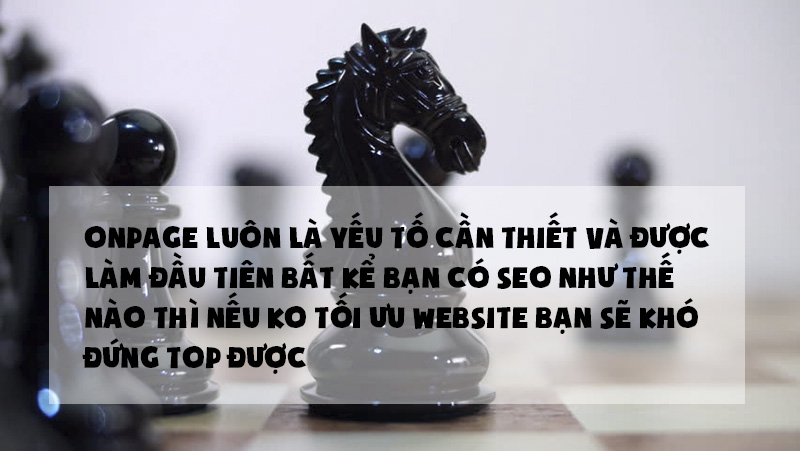 ONPAGE LUÔN LÀ YẾU TỐ CẦN THIẾT VÀ ĐƯỢC
LÀM ĐẦU TIÊN BẤT KỂ BẠN CÓ SEO NHƯ THẾ
NÀO THÌ NẾU KO TỐI ƯU WEBSITE BẠN SẼ KHÓ
ĐỨNG TOP ĐƯỢC